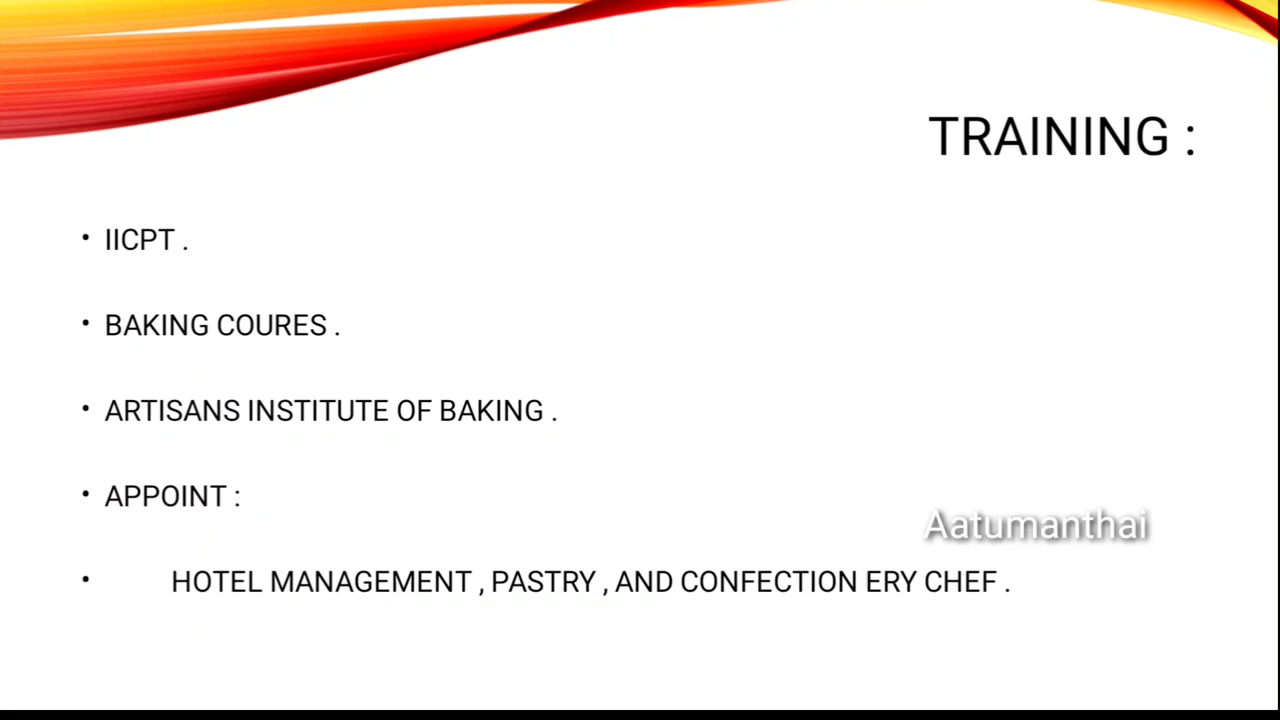 TRAINING :
• IICPT .
• BAKING COURES .
• ARTISANS INSTITUTE OF BAKING .
• APPOINT :
Aatumanthai
• HOTEL MANAGEMENT , PASTRY , AND CONFECTION ERY CHEF .